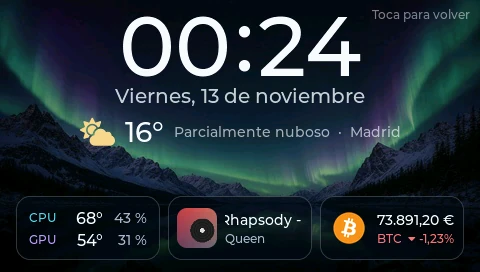 Toca para volver
00:24
Viernes, 13 de noviembre
16° Parcialmente nuboso · Madrid
CPU 68° 43 %
GPU 54° 31 %
Rhapsody -
Queen
73.891,20 €
BTC -1,23%